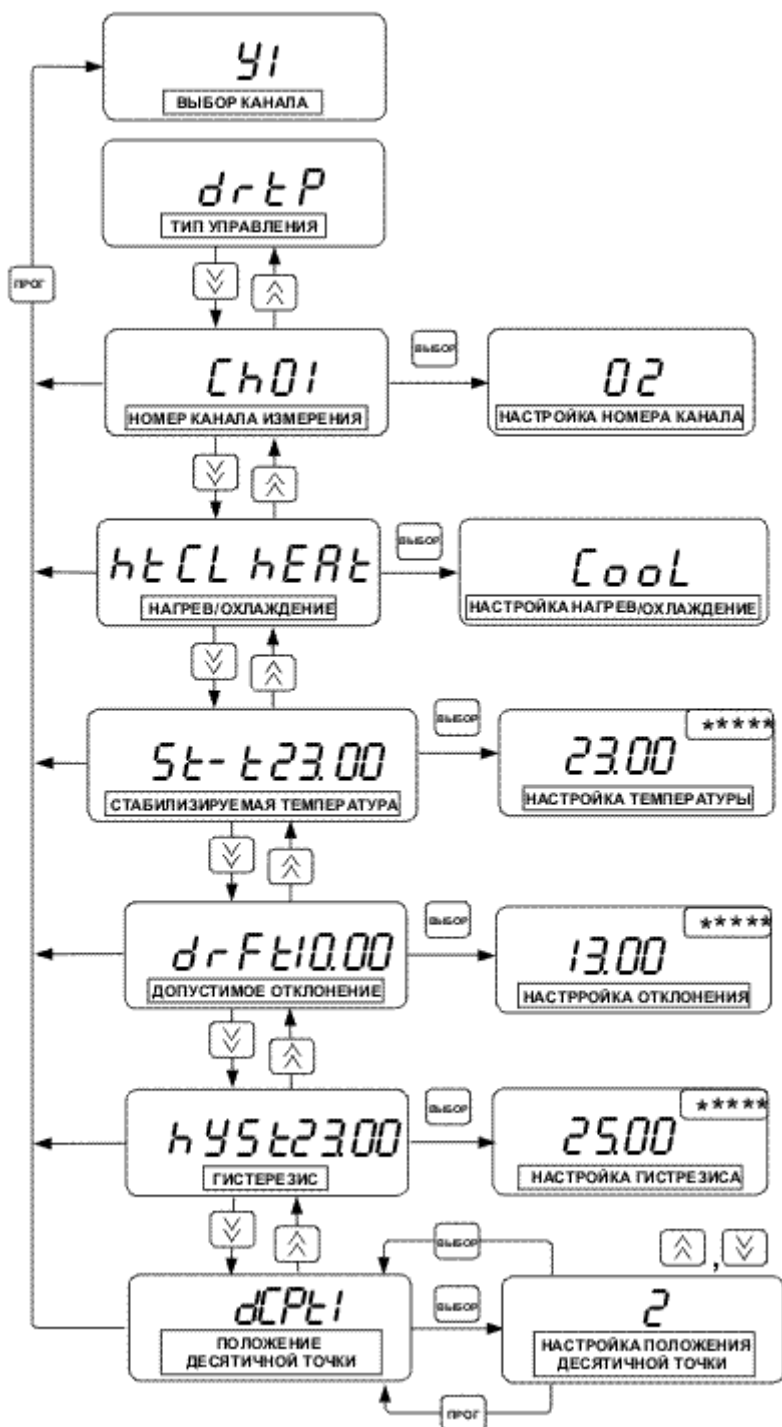 У1
ВЫБОР КАНАЛА
drtP
ТИП УПРАВЛЕНИЯ
ПРОГ
Ch01
НОМЕР КАНАЛА ИЗМЕРЕНИЯ
ВЫБОР
02
НАСТРОЙКА НОМЕРА КАНАЛА
htCL hEAt
НАГРЕВ/ОХЛАЖДЕНИЕ
ВЫБОР
CooL
НАСТРОЙКА НАГРЕВ/ОХЛАЖДЕНИЕ
St-t23.00
СТАБИЛИЗИРУЕМАЯ ТЕМПЕРАТУРА
ВЫБОР
*****
23.00
НАСТРОЙКА ТЕМПЕРАТУРЫ
drFt10.00
ДОПУСТИМОЕ ОТКЛОНЕНИЕ
ВЫБОР
*****
13.00
НАСТРРОЙКА ОТКЛОНЕНИЯ
hYSt23.00
ГИСТЕРЕЗИС
ВЫБОР
*****
25.00
НАСТРОЙКА ГИСТРЕЗИСА
ВЫБОР
,
dCPt1
ПОЛОЖЕНИЕ
ДЕСЯТИЧНОЙ ТОЧКИ
ВЫБОР
2
НАСТРОЙКА ПОЛОЖЕНИЯ
ДЕСЯТИЧНОЙ ТОЧКИ
ПРОГ